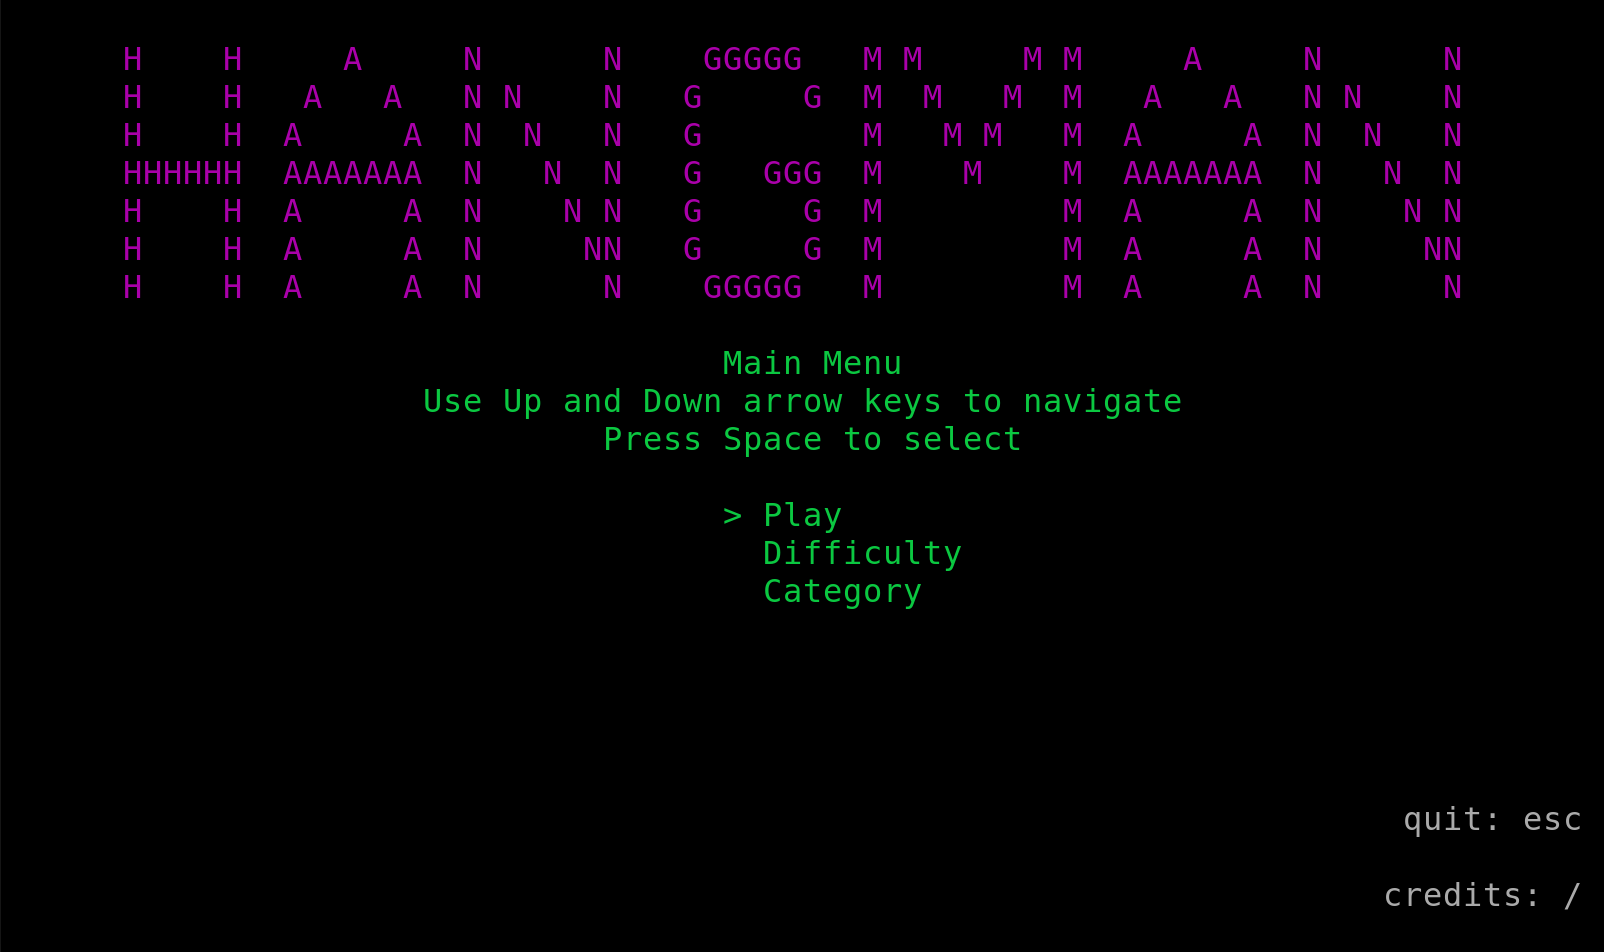 H    H     A     N      N    GGGGG   M M     M M     A     N      N
H    H   A   A   N N    N   G     G  M  M   M  M   A   A   N N    N
H    H  A     A  N  N   N   G        M   M M   M  A     A  N  N   N
HHHHHH  AAAAAAA  N   N  N   G   GGG  M    M    M  AAAAAAA  N   N  N
H    H  A     A  N    N N   G     G  M         M  A     A  N    N N
H    H  A     A  N     NN   G     G  M         M  A     A  N     NN
H    H  A     A  N      N    GGGGG   M         M  A     A  N      N
Main Menu
Use Up and Down arrow keys to navigate
Press Space to select
> Play
Difficulty
Category
quit: esc
credits: /